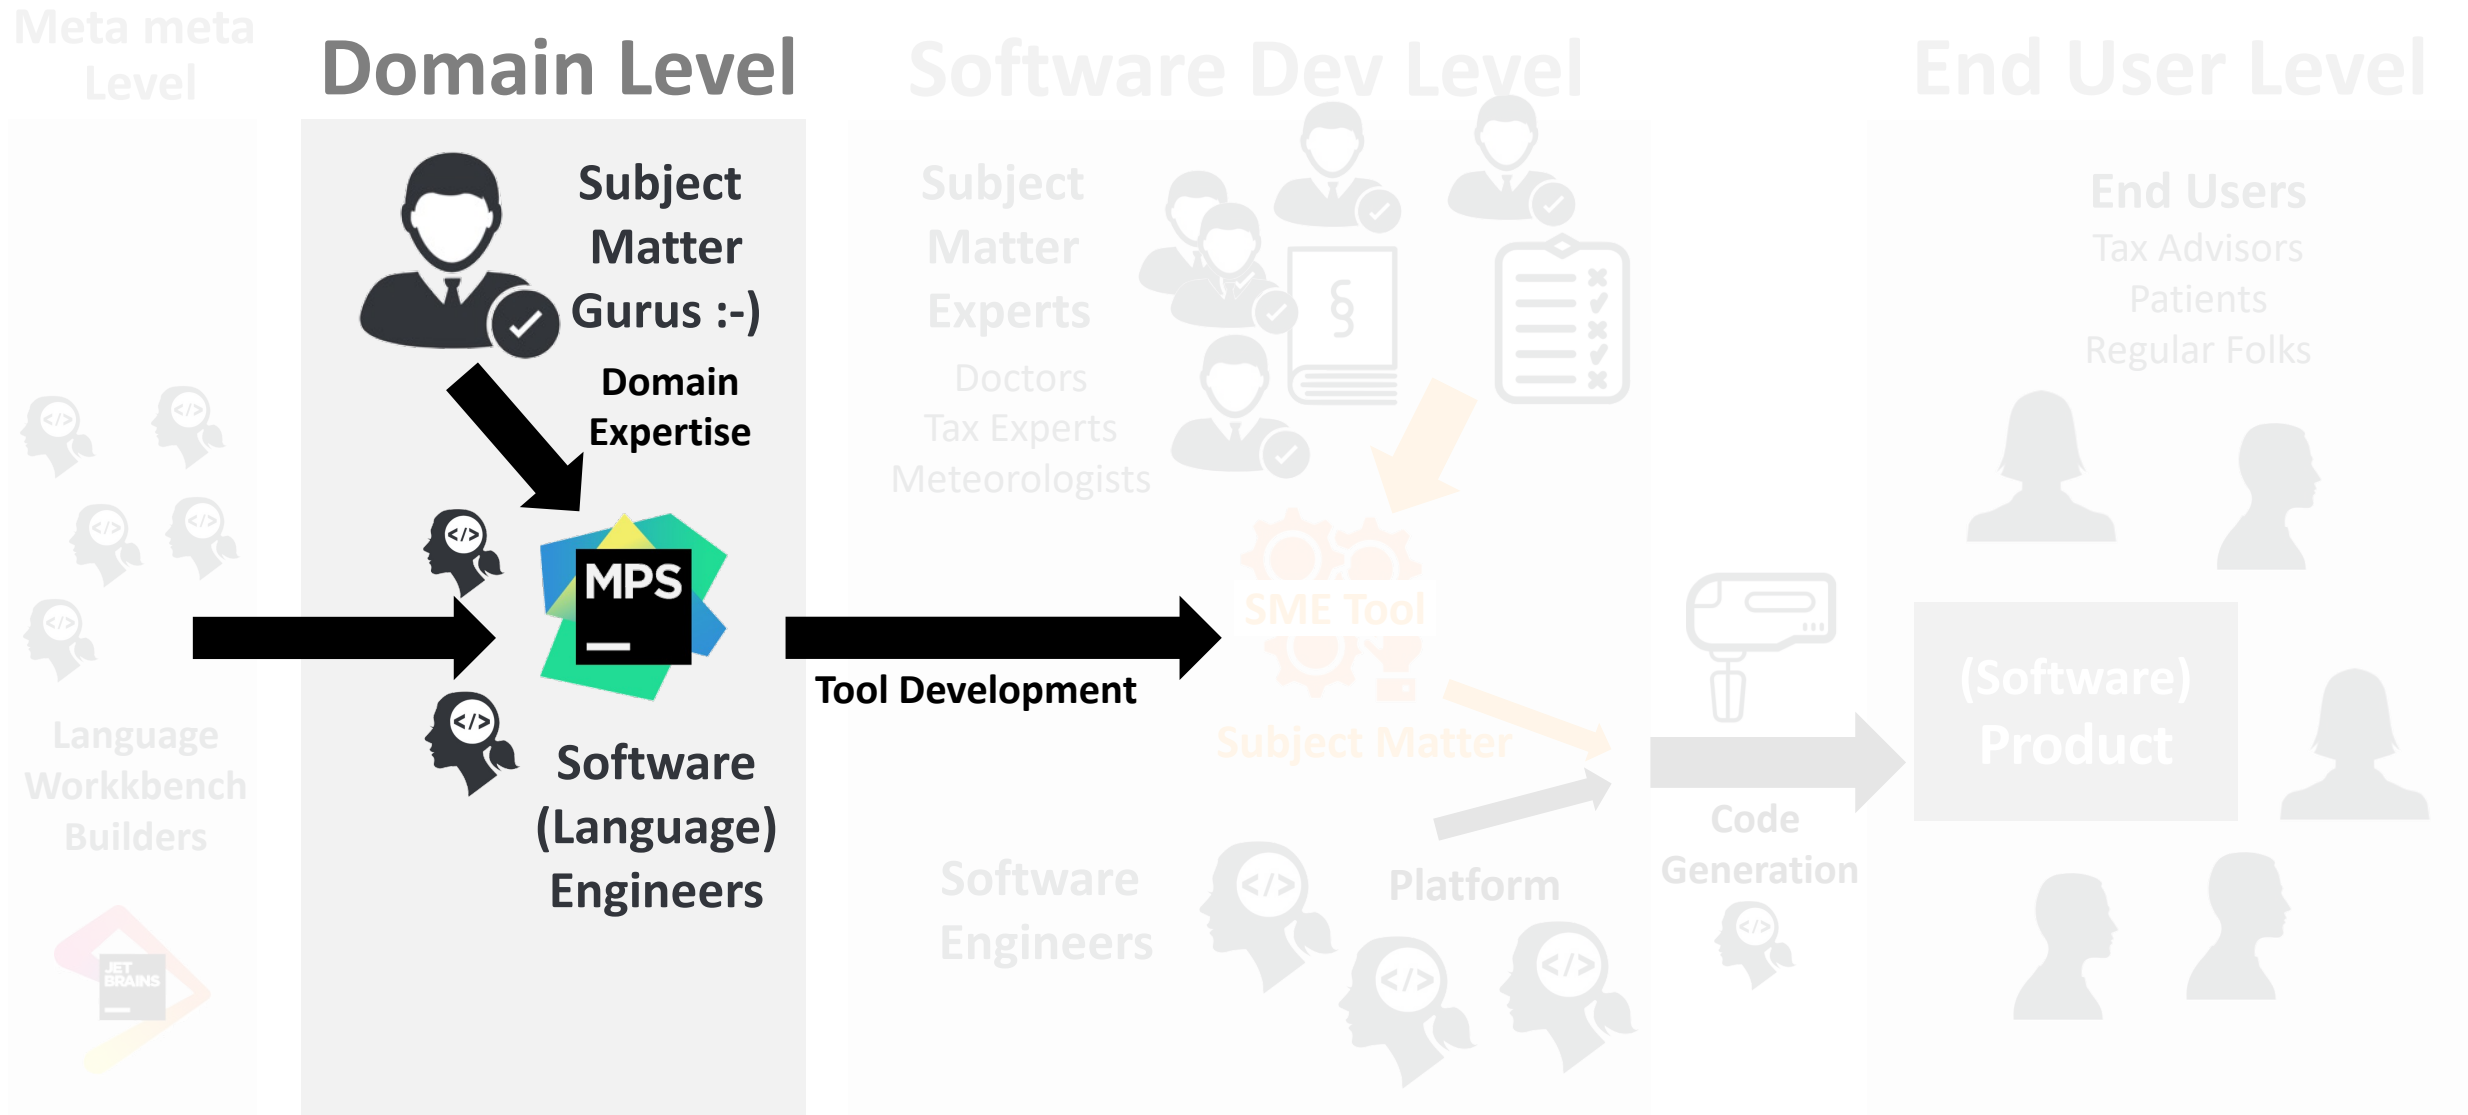 Meta meta
Level
Domain Level
Software Dev Level
End User Level
Subject
Matter
Gurus :-)
Domain
Expertise
</>
</>
MPS
Software
(Language)
Engineers
Tool Development
</>
</>
</>
</>
</>
Language
Workkbench
Builders
JET
BRAINS
Subject
Matter
Experts
Doctors
Tax Experts
Meteorologists
§
SME Tool
Subject Matter
Software
Engineers
</>
</>
</>
Platform
Code
Generation
</>
End Users
Tax Advisors
Patients
Regular Folks
(Software)
Product